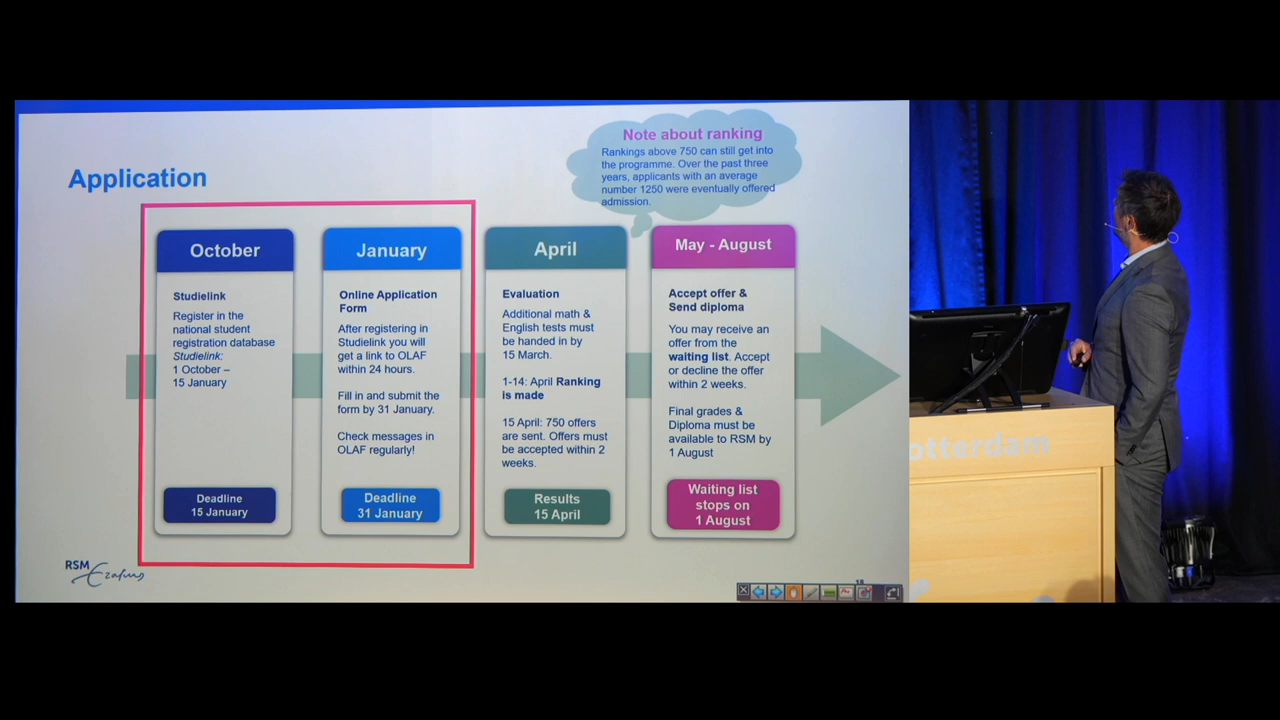 Application
Note about ranking
Rankings above 750 can still get into
the programme. Over the past three
years, applicants with an average
number 1250 were eventually offered
admission.
October
Studielink
Register in the
national student
registration database
Studielink:
1 October –
15 January
Deadline
15 January
January
Online Application
Form
After registering in
Studielink you will
get a link to OLAF
within 24 hours.
Fill in and submit the
form by 31 January.
Check messages in
OLAF regularly!
Deadline
31 January
April
Evaluation
Additional math &
English tests must
be handed in by
15 March.
1-14: April Ranking
is made
15 April: 750 offers
are sent. Offers must
be accepted within 2
weeks.
Results
15 April
May - August
Accept offer &
Send diploma
You may receive an
offer from the
waiting list. Accept
or decline the offer
within 2 weeks.
Final grades &
Diploma must be
available to RSM by
1 August
Waiting list
stops on
1 August
RSM
Erasmus
18
otterdam